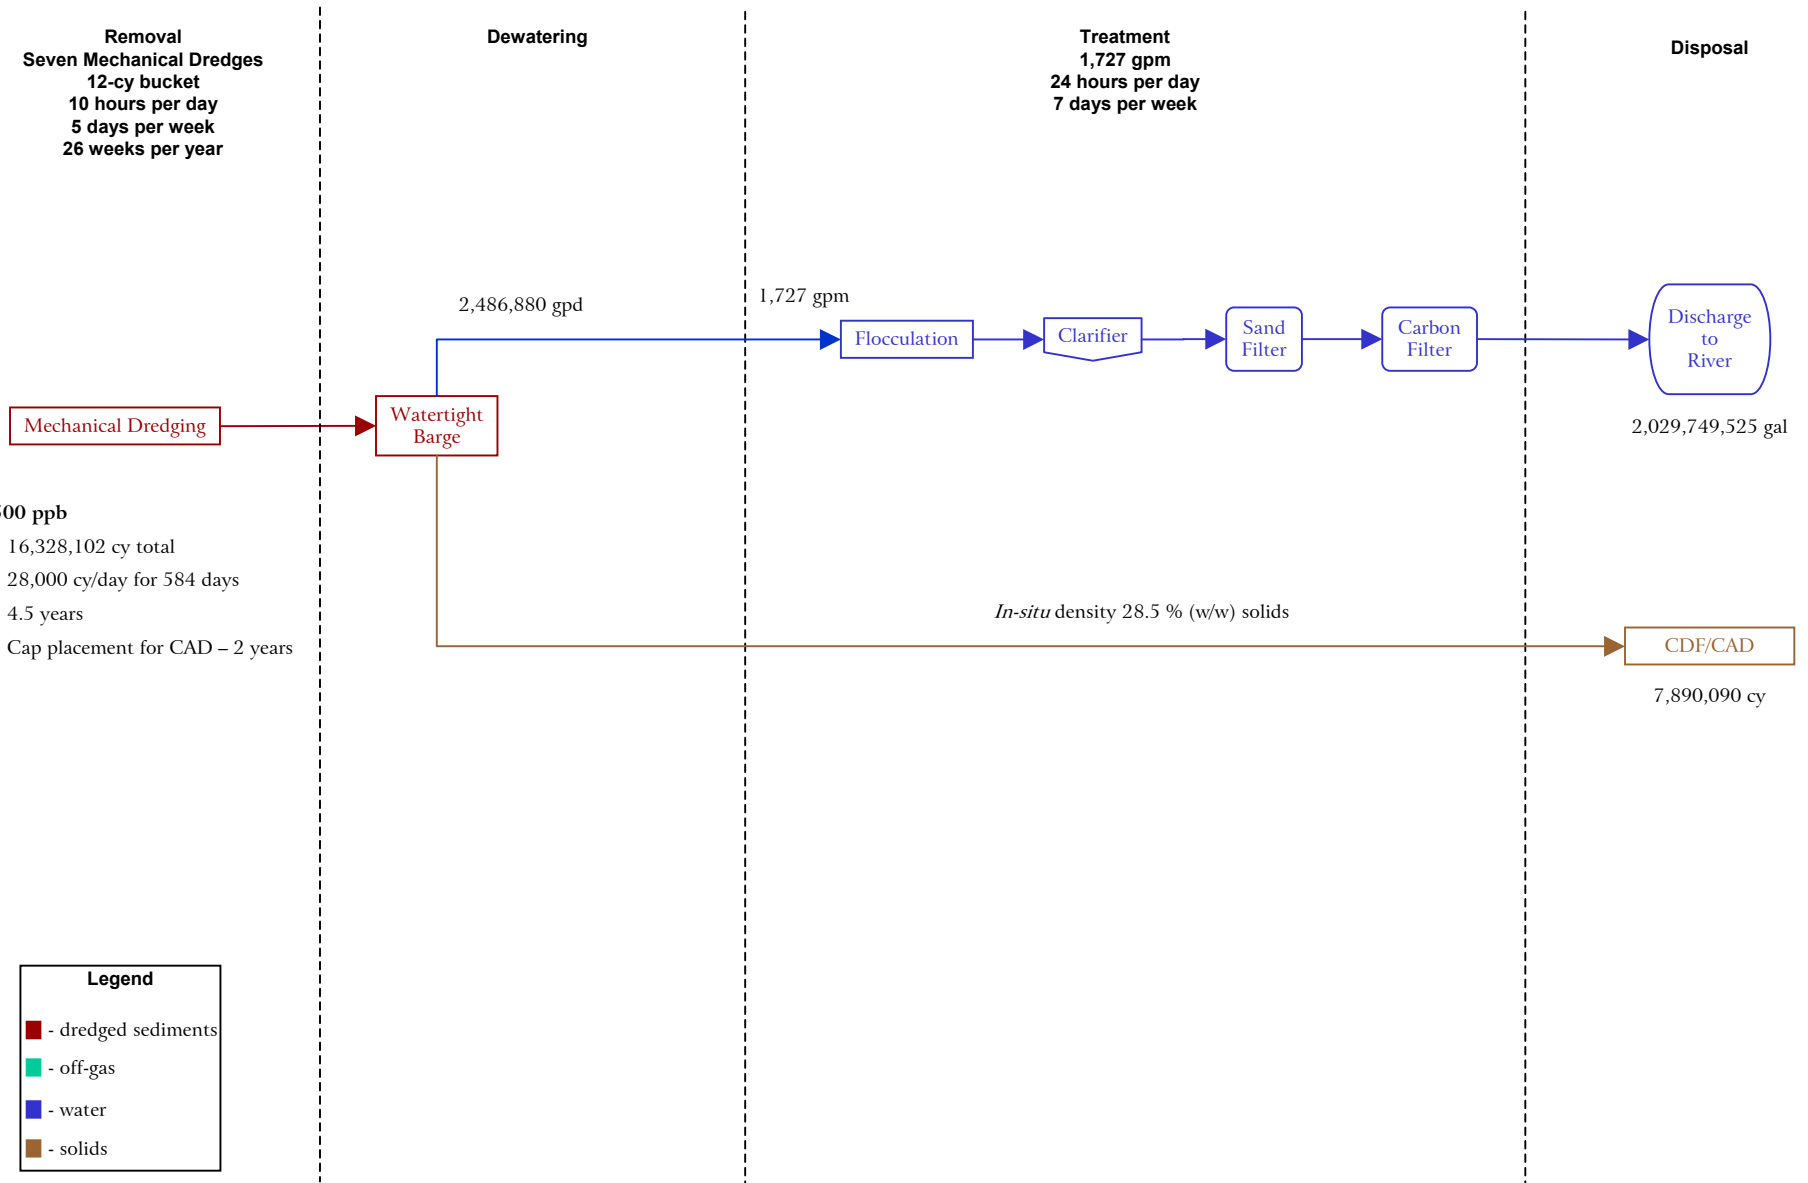 Removal
Seven Mechanical Dredges
12-cy bucket
10 hours per day
5 days per week
26 weeks per year
Dewatering
Treatment
1,727 gpm
24 hours per day
7 days per week
Disposal
2,486,880 gpd
1,727 gpm
Flocculation
Clarifier
Sand
Filter
Carbon
Filter
Discharge
to
River
2,029,749,525 gal
Mechanical Dredging
Watertight
Barge
00 ppb
16,328,102 cy total
28,000 cy/day for 584 days
4.5 years
Cap placement for CAD – 2 years
In-situ density 28.5 % (w/w) solids
CDF/CAD
7,890,090 cy
Legend
- dredged sediments
- off-gas
- water
- solids